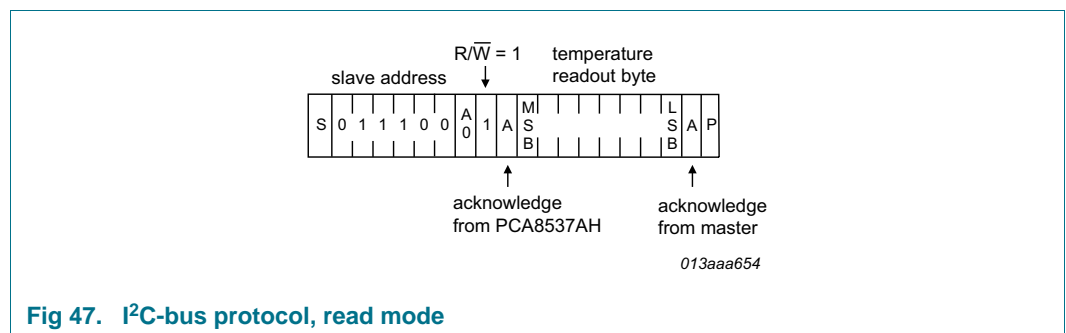 R/W̅ = 1
temperature
readout byte
slave address
S 0 1 1 1 0 0 A0 1 A MSB LSB A P
acknowledge
from PCA8537AH
acknowledge
from master
013aaa654
Fig 47. I²C-bus protocol, read mode